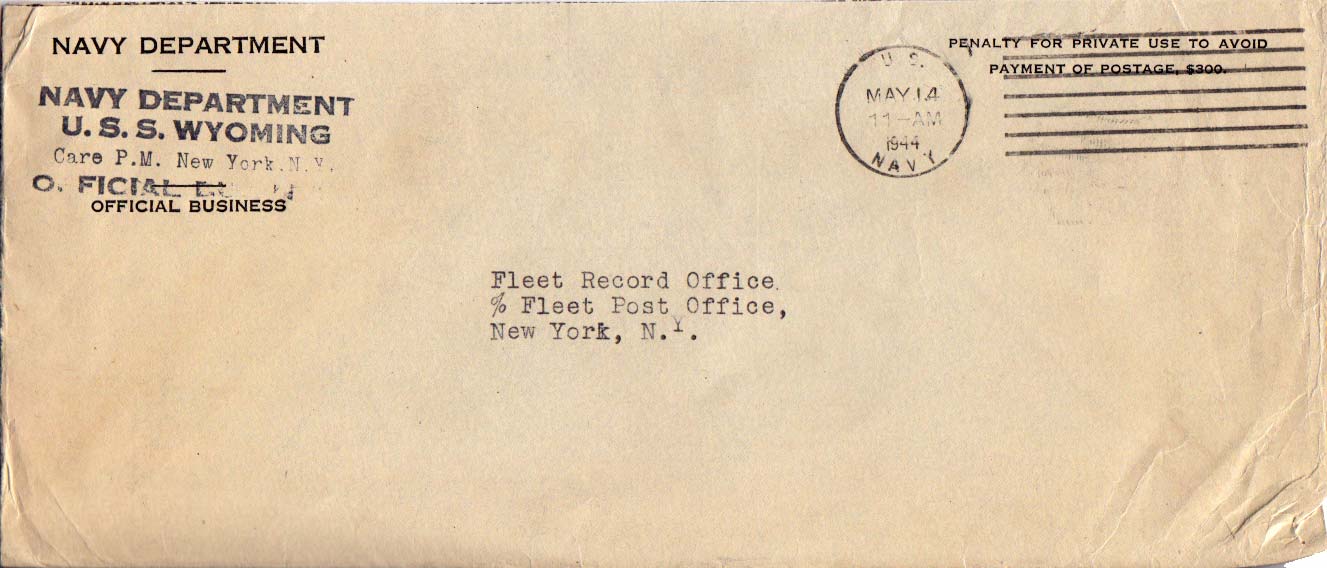 NAVY DEPARTMENT
NAVY DEPARTMENT
U. S. S. WYOMING
Care P.M. New York.N.Y.
OFFICIAL BUSINESS
PENALTY FOR PRIVATE USE TO AVOID
PAYMENT OF POSTAGE, $300.
U. S.
MAY 14
11-AM
1944
NAVY
Fleet Record Office.
% Fleet Post Office,
New York, N.Y.